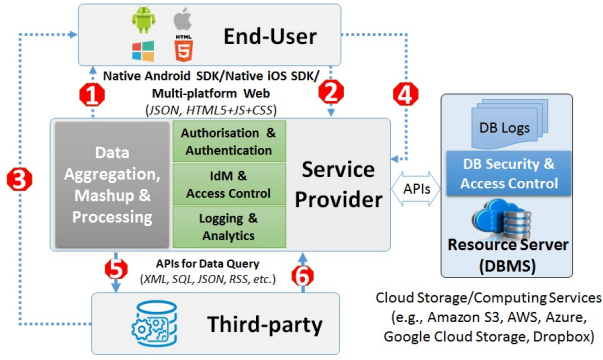 HTML
5
End-User
Native Android SDK/Native iOS SDK/
Multi-platform Web
(JSON, HTML5+JS+CSS)
1
2
4
3
Data
Aggregation,
Mashup &
Processing
Authorisation &
Authentication
IdM &
Access Control
Logging &
Analytics
Service
Provider
APIs
DB Logs
DB Security &
Access Control
Resource Server
(DBMS)
5
APIs for Data Query
(XML, SQL, JSON, RSS, etc.)
6
Third-party
Cloud Storage/Computing Services
(e.g., Amazon S3, AWS, Azure,
Google Cloud Storage, Dropbox)